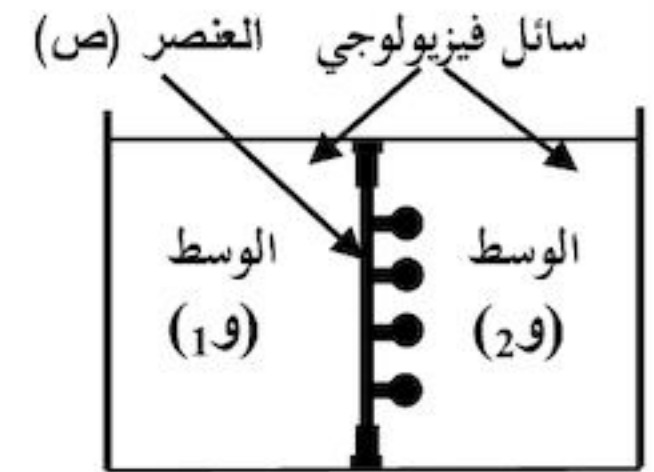 سائل فيزيولوجي
العنصر (ص)
الوسط
(و2)
الوسط
(و1)